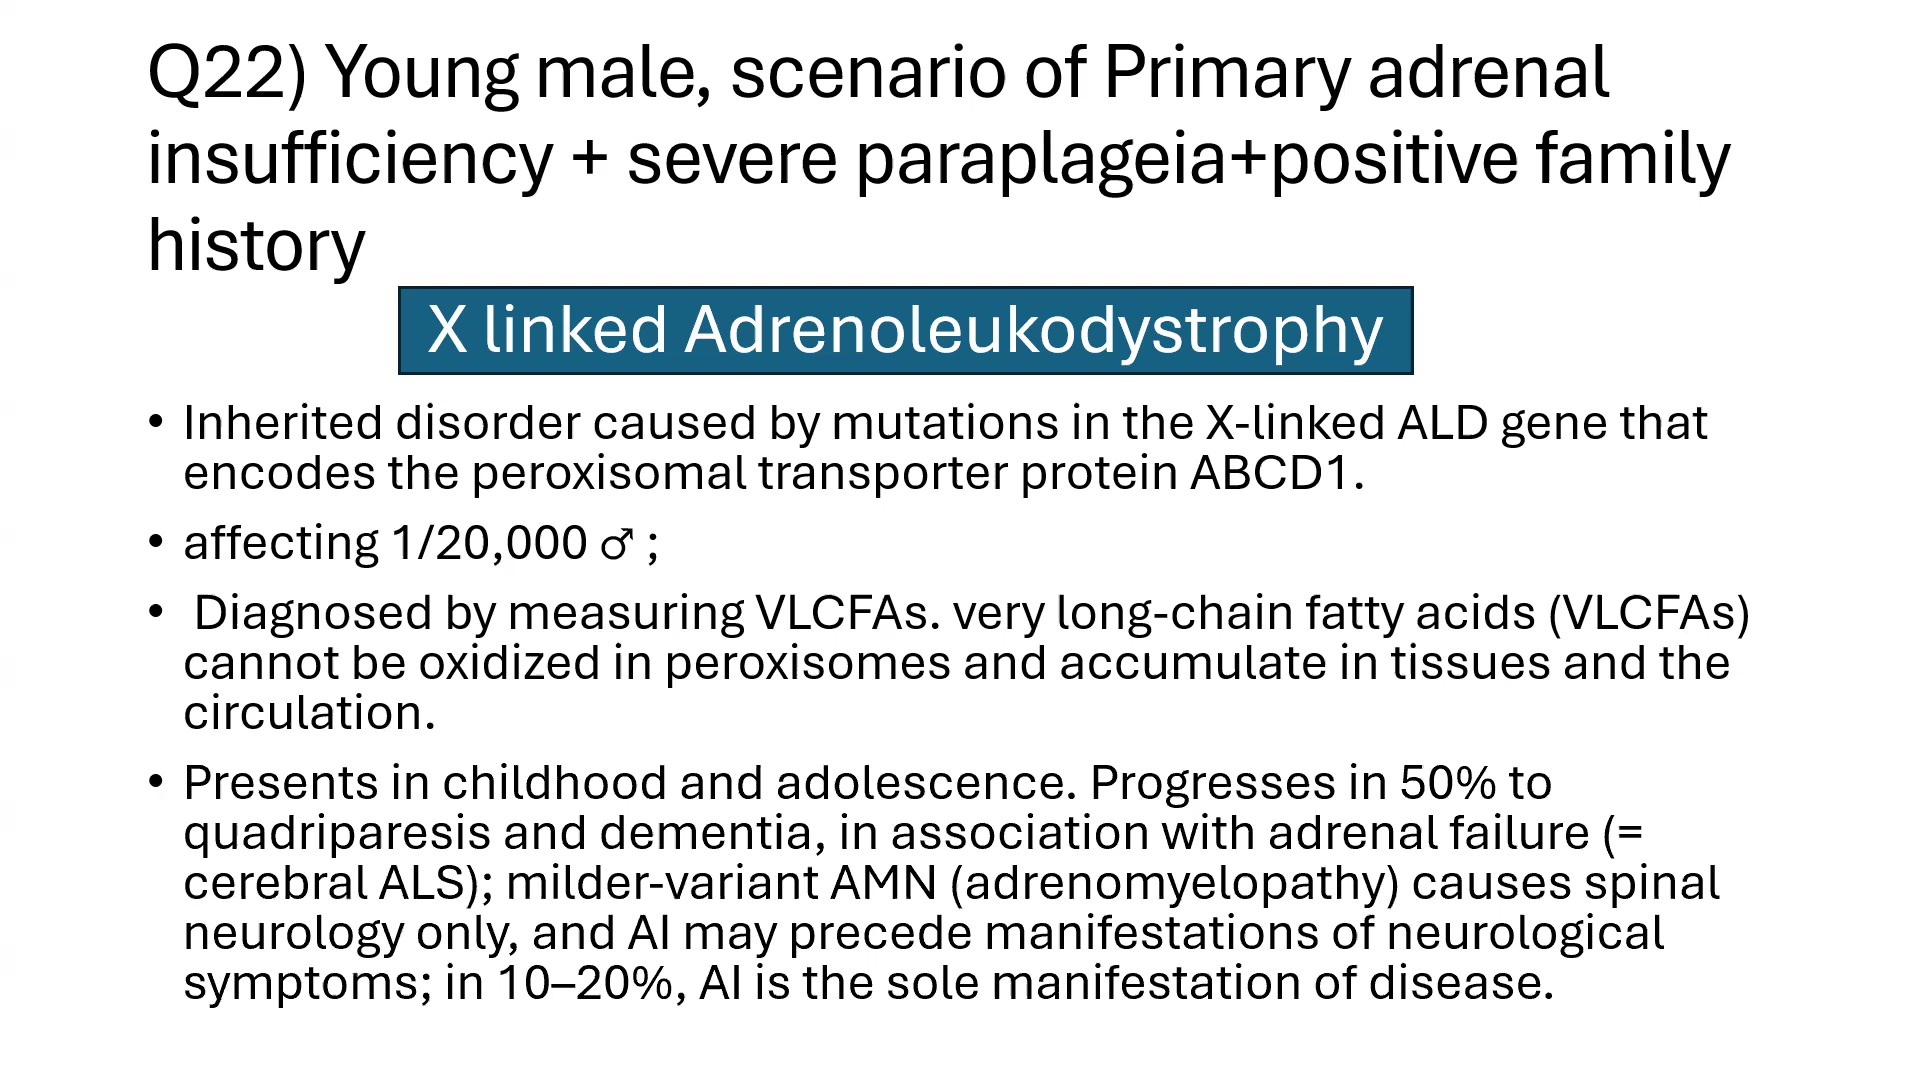 Q22) Young male, scenario of Primary adrenal
insufficiency + severe paraplageia+positive family
history
X linked Adrenoleukodystrophy
• Inherited disorder caused by mutations in the X-linked ALD gene that
encodes the peroxisomal transporter protein ABCD1.
• affecting 1/20,000 ♂ ;
• Diagnosed by measuring VLCFAs. very long-chain fatty acids (VLCFAs)
cannot be oxidized in peroxisomes and accumulate in tissues and the
circulation.
• Presents in childhood and adolescence. Progresses in 50% to
quadriparesis and dementia, in association with adrenal failure (=
cerebral ALS); milder-variant AMN (adrenomyelopathy) causes spinal
neurology only, and AI may precede manifestations of neurological
symptoms; in 10–20%, AI is the sole manifestation of disease.